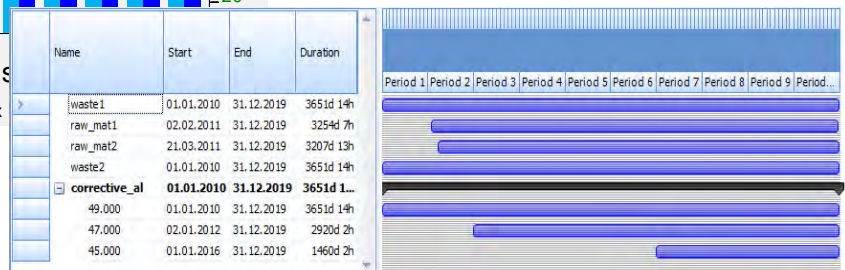 20
Name Start End Duration
Period 1 Period 2 Period 3 Period 4 Period 5 Period 6 Period 7 Period 8 Period 9 Period...
waste1 01.01.2010 31.12.2019 3651d 14h
raw_mat1 02.02.2011 31.12.2019 3254d 7h
raw_mat2 21.03.2011 31.12.2019 3207d 13h
waste2 01.01.2010 31.12.2019 3651d 14h
corrective_al 01.01.2010 31.12.2019 3651d 1...
49.000 01.01.2010 31.12.2019 3651d 14h
47.000 02.01.2012 31.12.2019 2920d 2h
45.000 01.01.2016 31.12.2019 1460d 2h